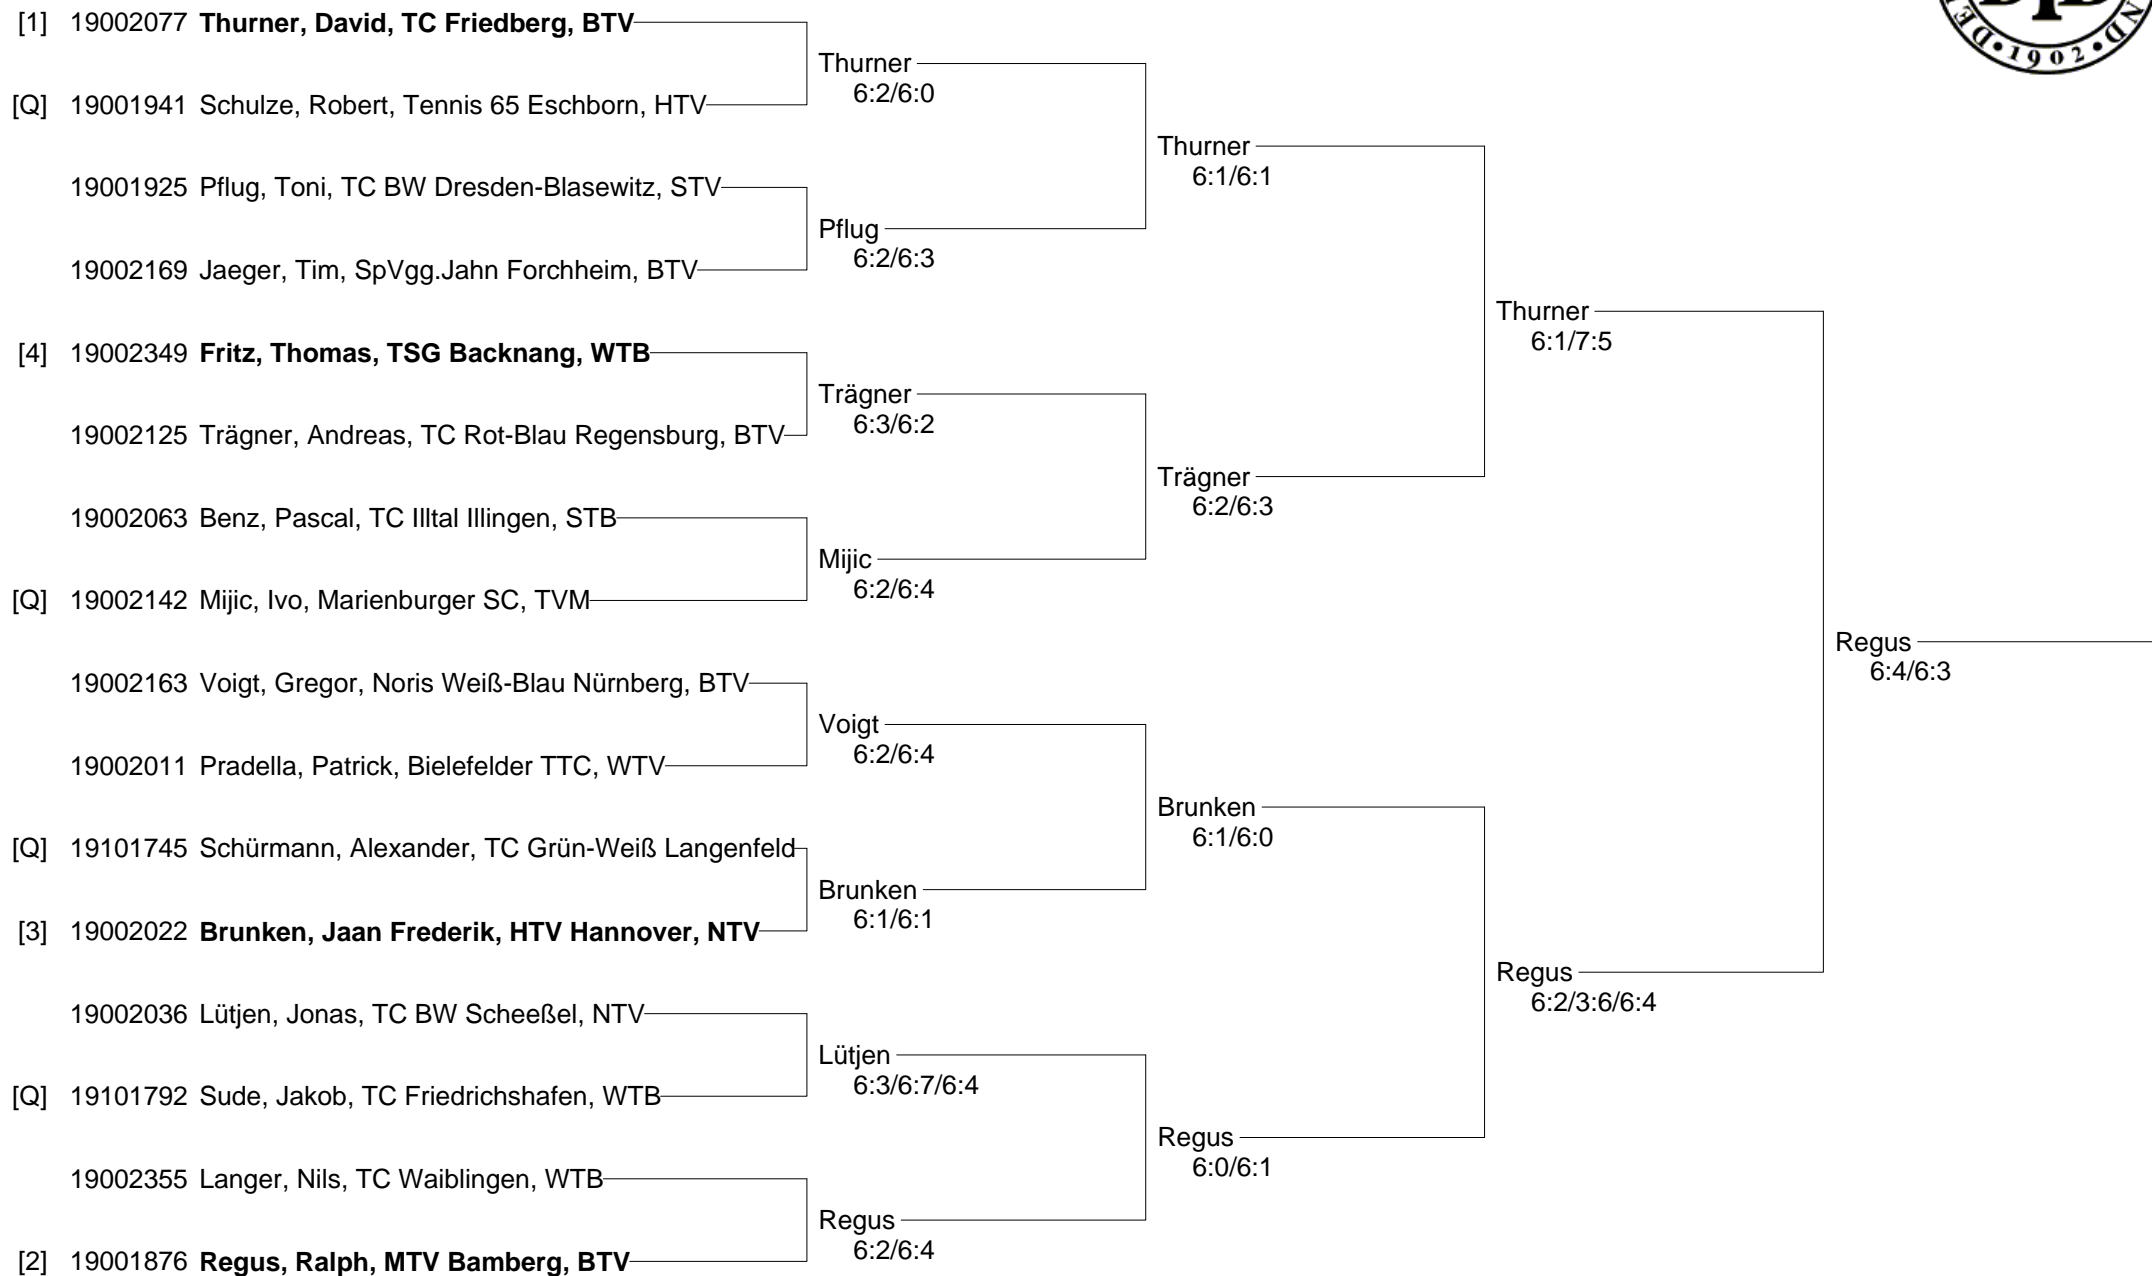 [1] 19002077 Thurner, David, TC Friedberg, BTV
Thurner
6:2/6:0
[Q] 19001941 Schulze, Robert, Tennis 65 Eschborn, HTV
Thurner
6:1/6:1
19001925 Pflug, Toni, TC BW Dresden-Blasewitz, STV
Pflug
6:2/6:3
19002169 Jaeger, Tim, SpVgg.Jahn Forchheim, BTV
Thurner
6:1/7:5
[4] 19002349 Fritz, Thomas, TSG Backnang, WTB
Trägner
6:3/6:2
19002125 Trägner, Andreas, TC Rot-Blau Regensburg, BTV
Trägner
6:2/6:3
19002063 Benz, Pascal, TC Illtal Illingen, STB
Mijic
6:2/6:4
[Q] 19002142 Mijic, Ivo, Marienburger SC, TVM
Regus
6:4/6:3
19002163 Voigt, Gregor, Noris Weiß-Blau Nürnberg, BTV
Voigt
6:2/6:4
19002011 Pradella, Patrick, Bielefelder TTC, WTV
Brunken
6:1/6:0
[Q] 19101745 Schürmann, Alexander, TC Grün-Weiß Langenfeld
Brunken
6:1/6:1
[3] 19002022 Brunken, Jaan Frederik, HTV Hannover, NTV
Regus
6:2/3:6/6:4
19002036 Lütjen, Jonas, TC BW Scheeßel, NTV
Lütjen
6:3/6:7/6:4
[Q] 19101792 Sude, Jakob, TC Friedrichshafen, WTB
Regus
6:0/6:1
19002355 Langer, Nils, TC Waiblingen, WTB
Regus
6:2/6:4
[2] 19001876 Regus, Ralph, MTV Bamberg, BTV
1902